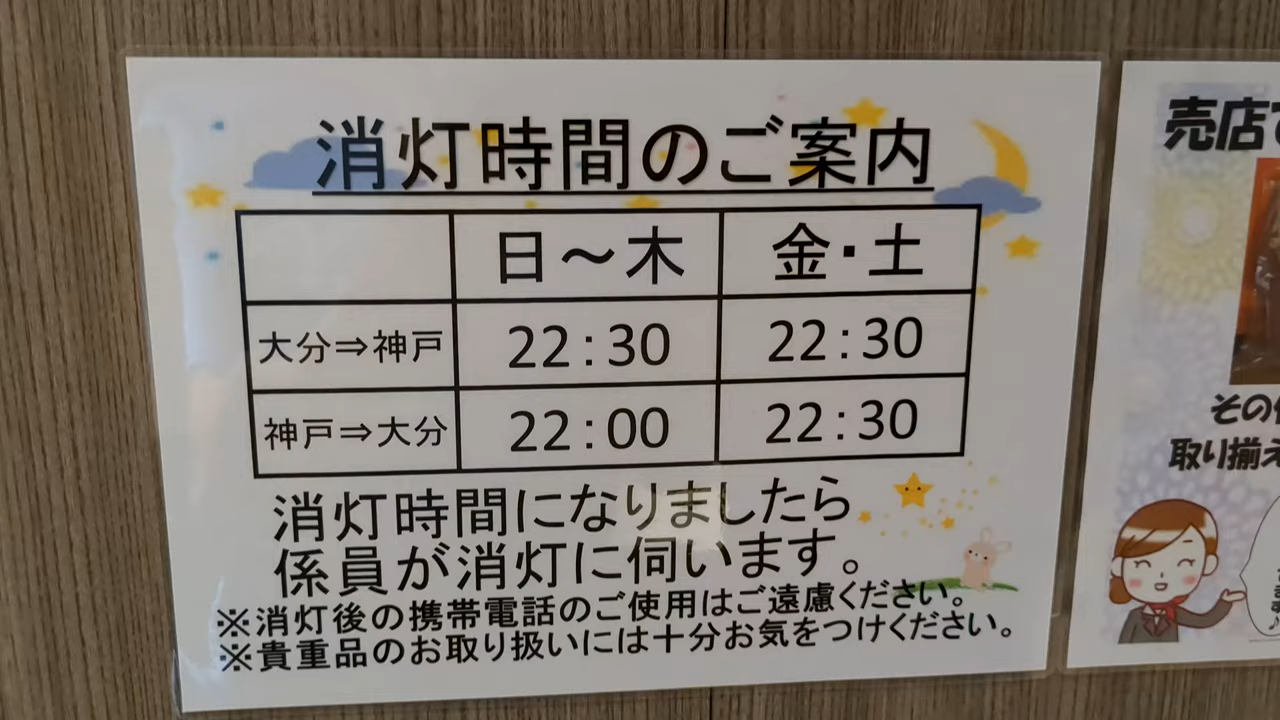 消灯時間のご案内
日～木 金・土
大分⇒神戸 22:30 22:30
神戸⇒大分 22:00 22:30
消灯時間になりましたら
係員が消灯に伺います。
※消灯後の携帯電話のご使用はご遠慮ください。
※貴重品のお取り扱いには十分お気をつけください。
売店
その
取り揃え